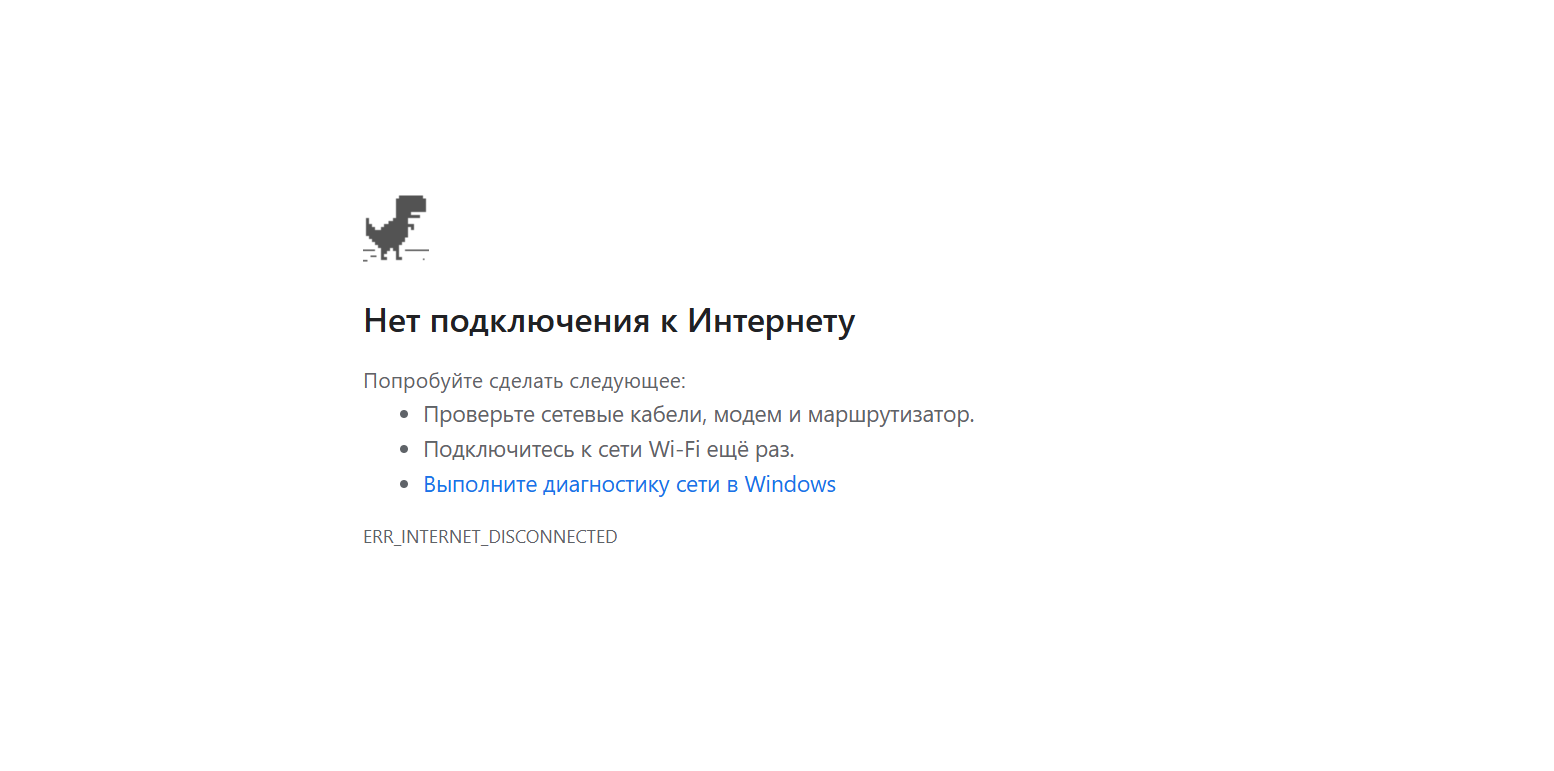 Нет подключения к Интернету
Попробуйте сделать следующее:
Проверьте сетевые кабели, модем и маршрутизатор.
Подключитесь к сети Wi-Fi ещё раз.
Выполните диагностику сети в Windows
ERR_INTERNET_DISCONNECTED